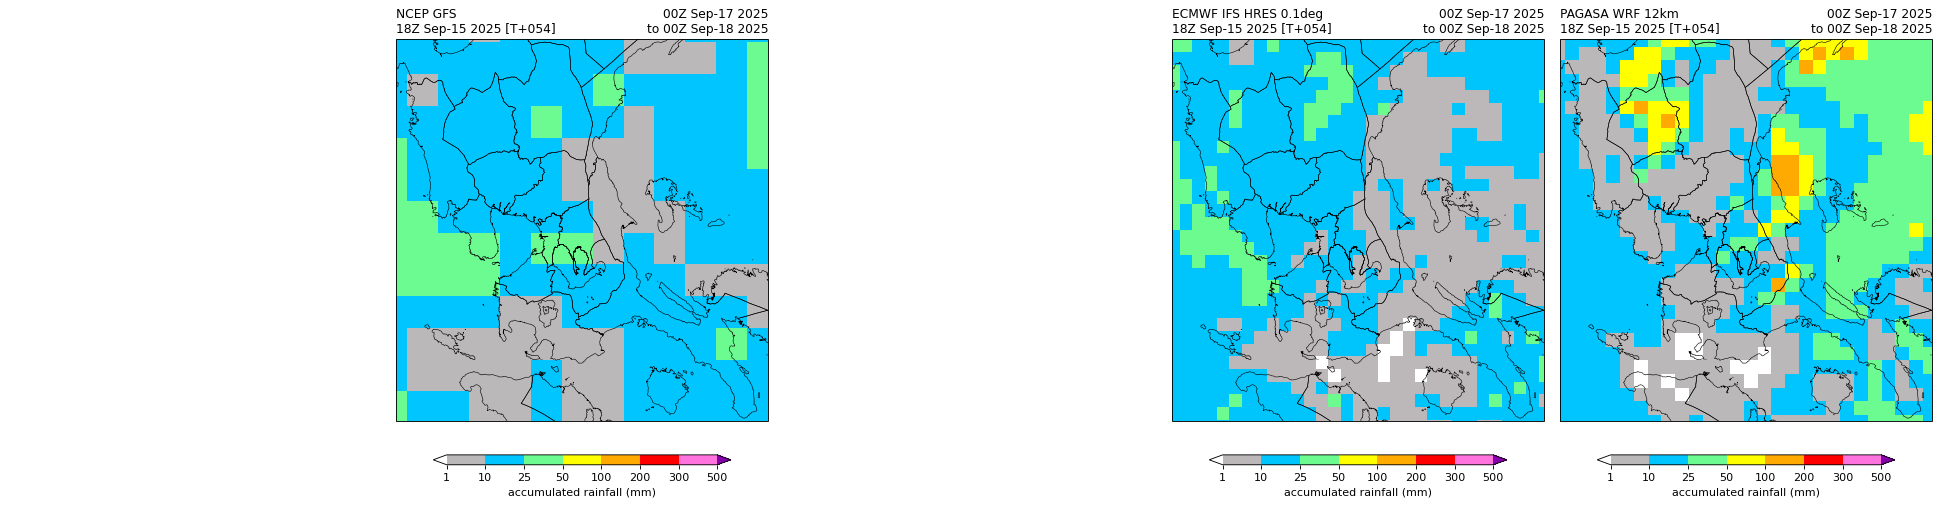 NCEP GFS 00Z Sep-17 2025
18Z Sep-15 2025 [T+054] to 00Z Sep-18 2025
1 10 25 50 100 200 300 500
accumulated rainfall (mm)
ECMWF IFS HRES 0.1deg 00Z Sep-17 2025
18Z Sep-15 2025 [T+054] to 00Z Sep-18 2025
1 10 25 50 100 200 300 500
accumulated rainfall (mm)
PAGASA WRF 12km 00Z Sep-17 2025
18Z Sep-15 2025 [T+054] to 00Z Sep-18 2025
1 10 25 50 100 200 300 500
accumulated rainfall (mm)